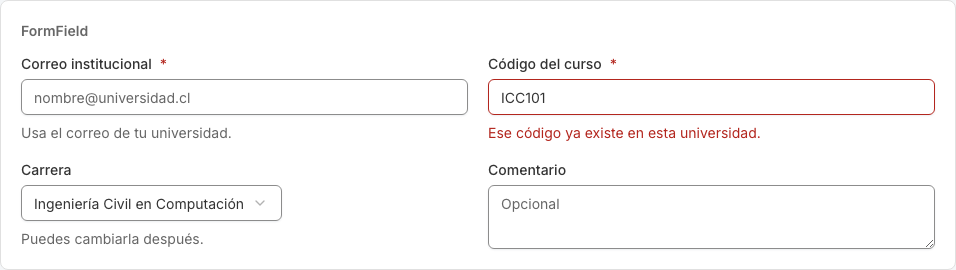 FormField
Correo institucional *
Código del curso *
nombre@universidad.cl
ICC101
Usa el correo de tu universidad.
Ese código ya existe en esta universidad.
Carrera
Comentario
Ingeniería Civil en Computación
Opcional
Puedes cambiarla después.